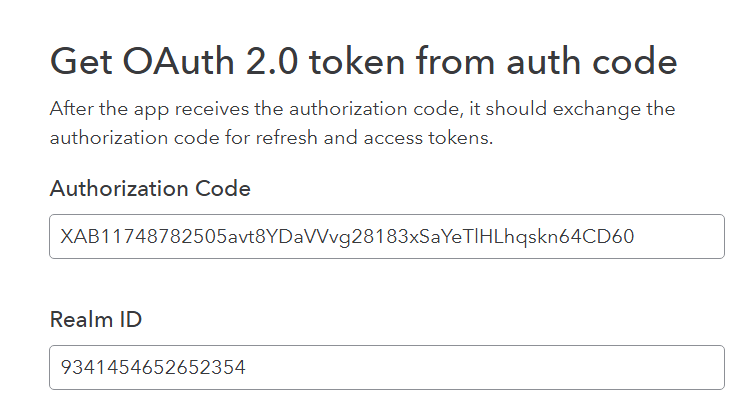 Get OAuth 2.0 token from auth code
After the app receives the authorization code, it should exchange the
authorization code for refresh and access tokens.
Authorization Code
XAB11748782505avt8YDaVVvg28183xSaYeTlHLhqskn64CD60
Realm ID
9341454652652354